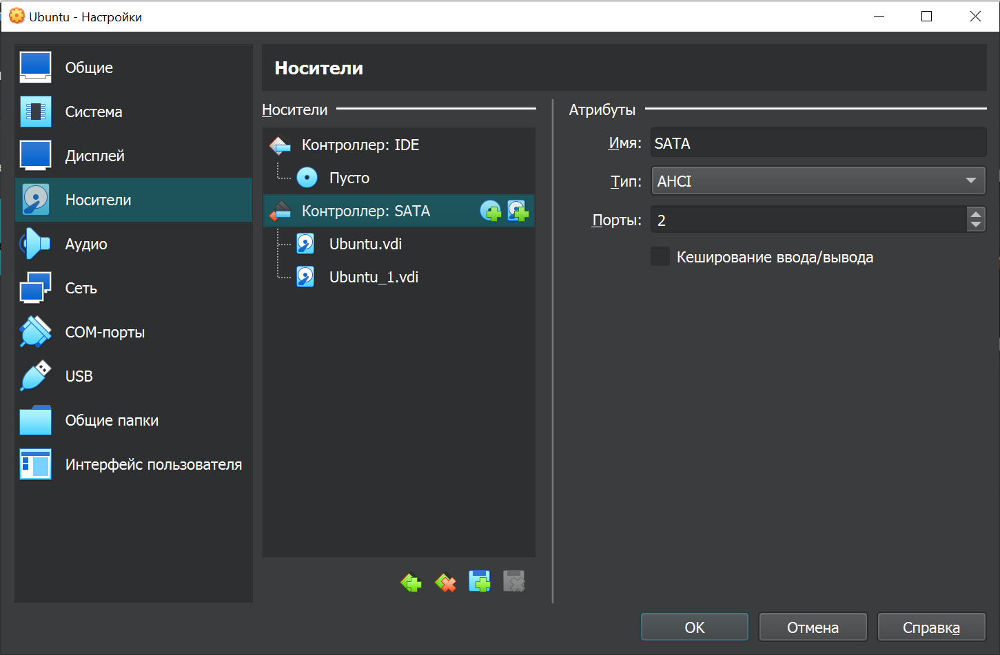 Ubuntu - Настройки
Общие
Система
Дисплей
Носители
Аудио
Сеть
COM-порты
USB
Общие папки
Интерфейс пользователя
Носители
Носители
Контроллер: IDE
Пусто
Контроллер: SATA
Ubuntu.vdi
Ubuntu_1.vdi
Атрибуты
Имя: SATA
Тип: AHCI
Порты: 2
Кеширование ввода/вывода
OK
Отмена
Справка